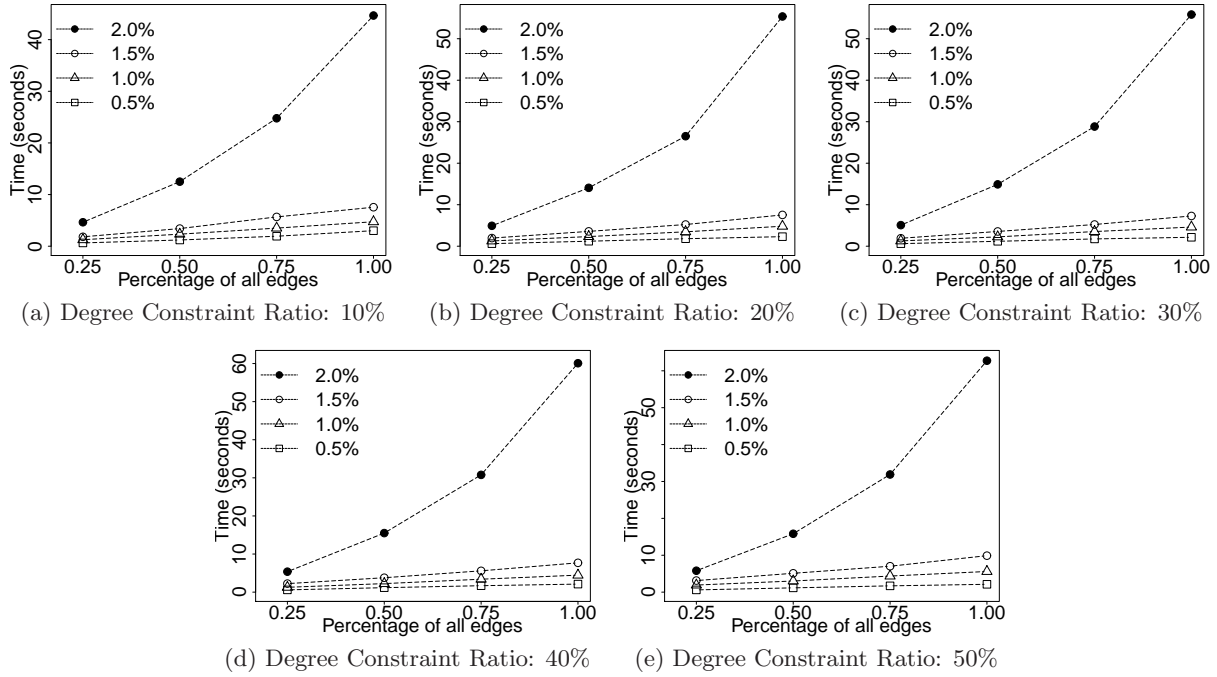 Time (seconds)
0 10 20 30 40
2.0%
1.5%
1.0%
0.5%
0.25 0.50 0.75 1.00
Percentage of all edges
(a) Degree Constraint Ratio: 10%
Time (seconds)
0 10 20 30 40 50
2.0%
1.5%
1.0%
0.5%
0.25 0.50 0.75 1.00
Percentage of all edges
(b) Degree Constraint Ratio: 20%
Time (seconds)
0 10 20 30 40 50
2.0%
1.5%
1.0%
0.5%
0.25 0.50 0.75 1.00
Percentage of all edges
(c) Degree Constraint Ratio: 30%
Time (seconds)
0 10 20 30 40 50 60
2.0%
1.5%
1.0%
0.5%
0.25 0.50 0.75 1.00
Percentage of all edges
(d) Degree Constraint Ratio: 40%
Time (seconds)
0 10 30 50
2.0%
1.5%
1.0%
0.5%
0.25 0.50 0.75 1.00
Percentage of all edges
(e) Degree Constraint Ratio: 50%